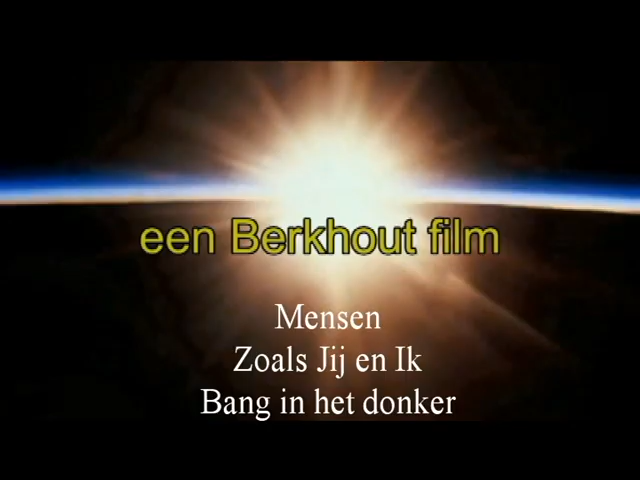 een Berkhout film
Mensen
Zoals Jij en Ik
Bang in het donker